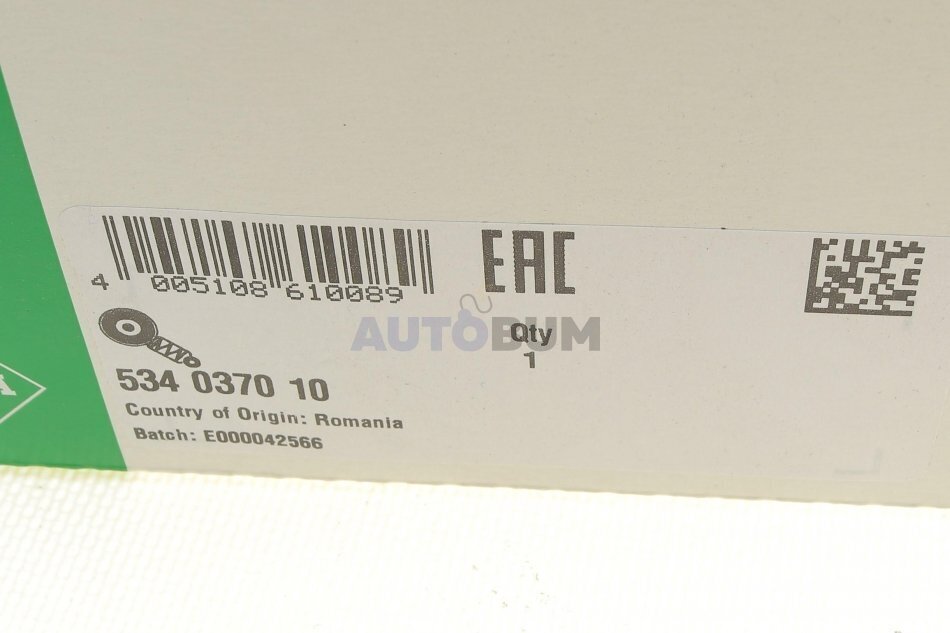 4 005108 610089
EAC
AUTOBUM
Qty
1
534 0370 10
Country of Origin: Romania
Batch: E000042566
A